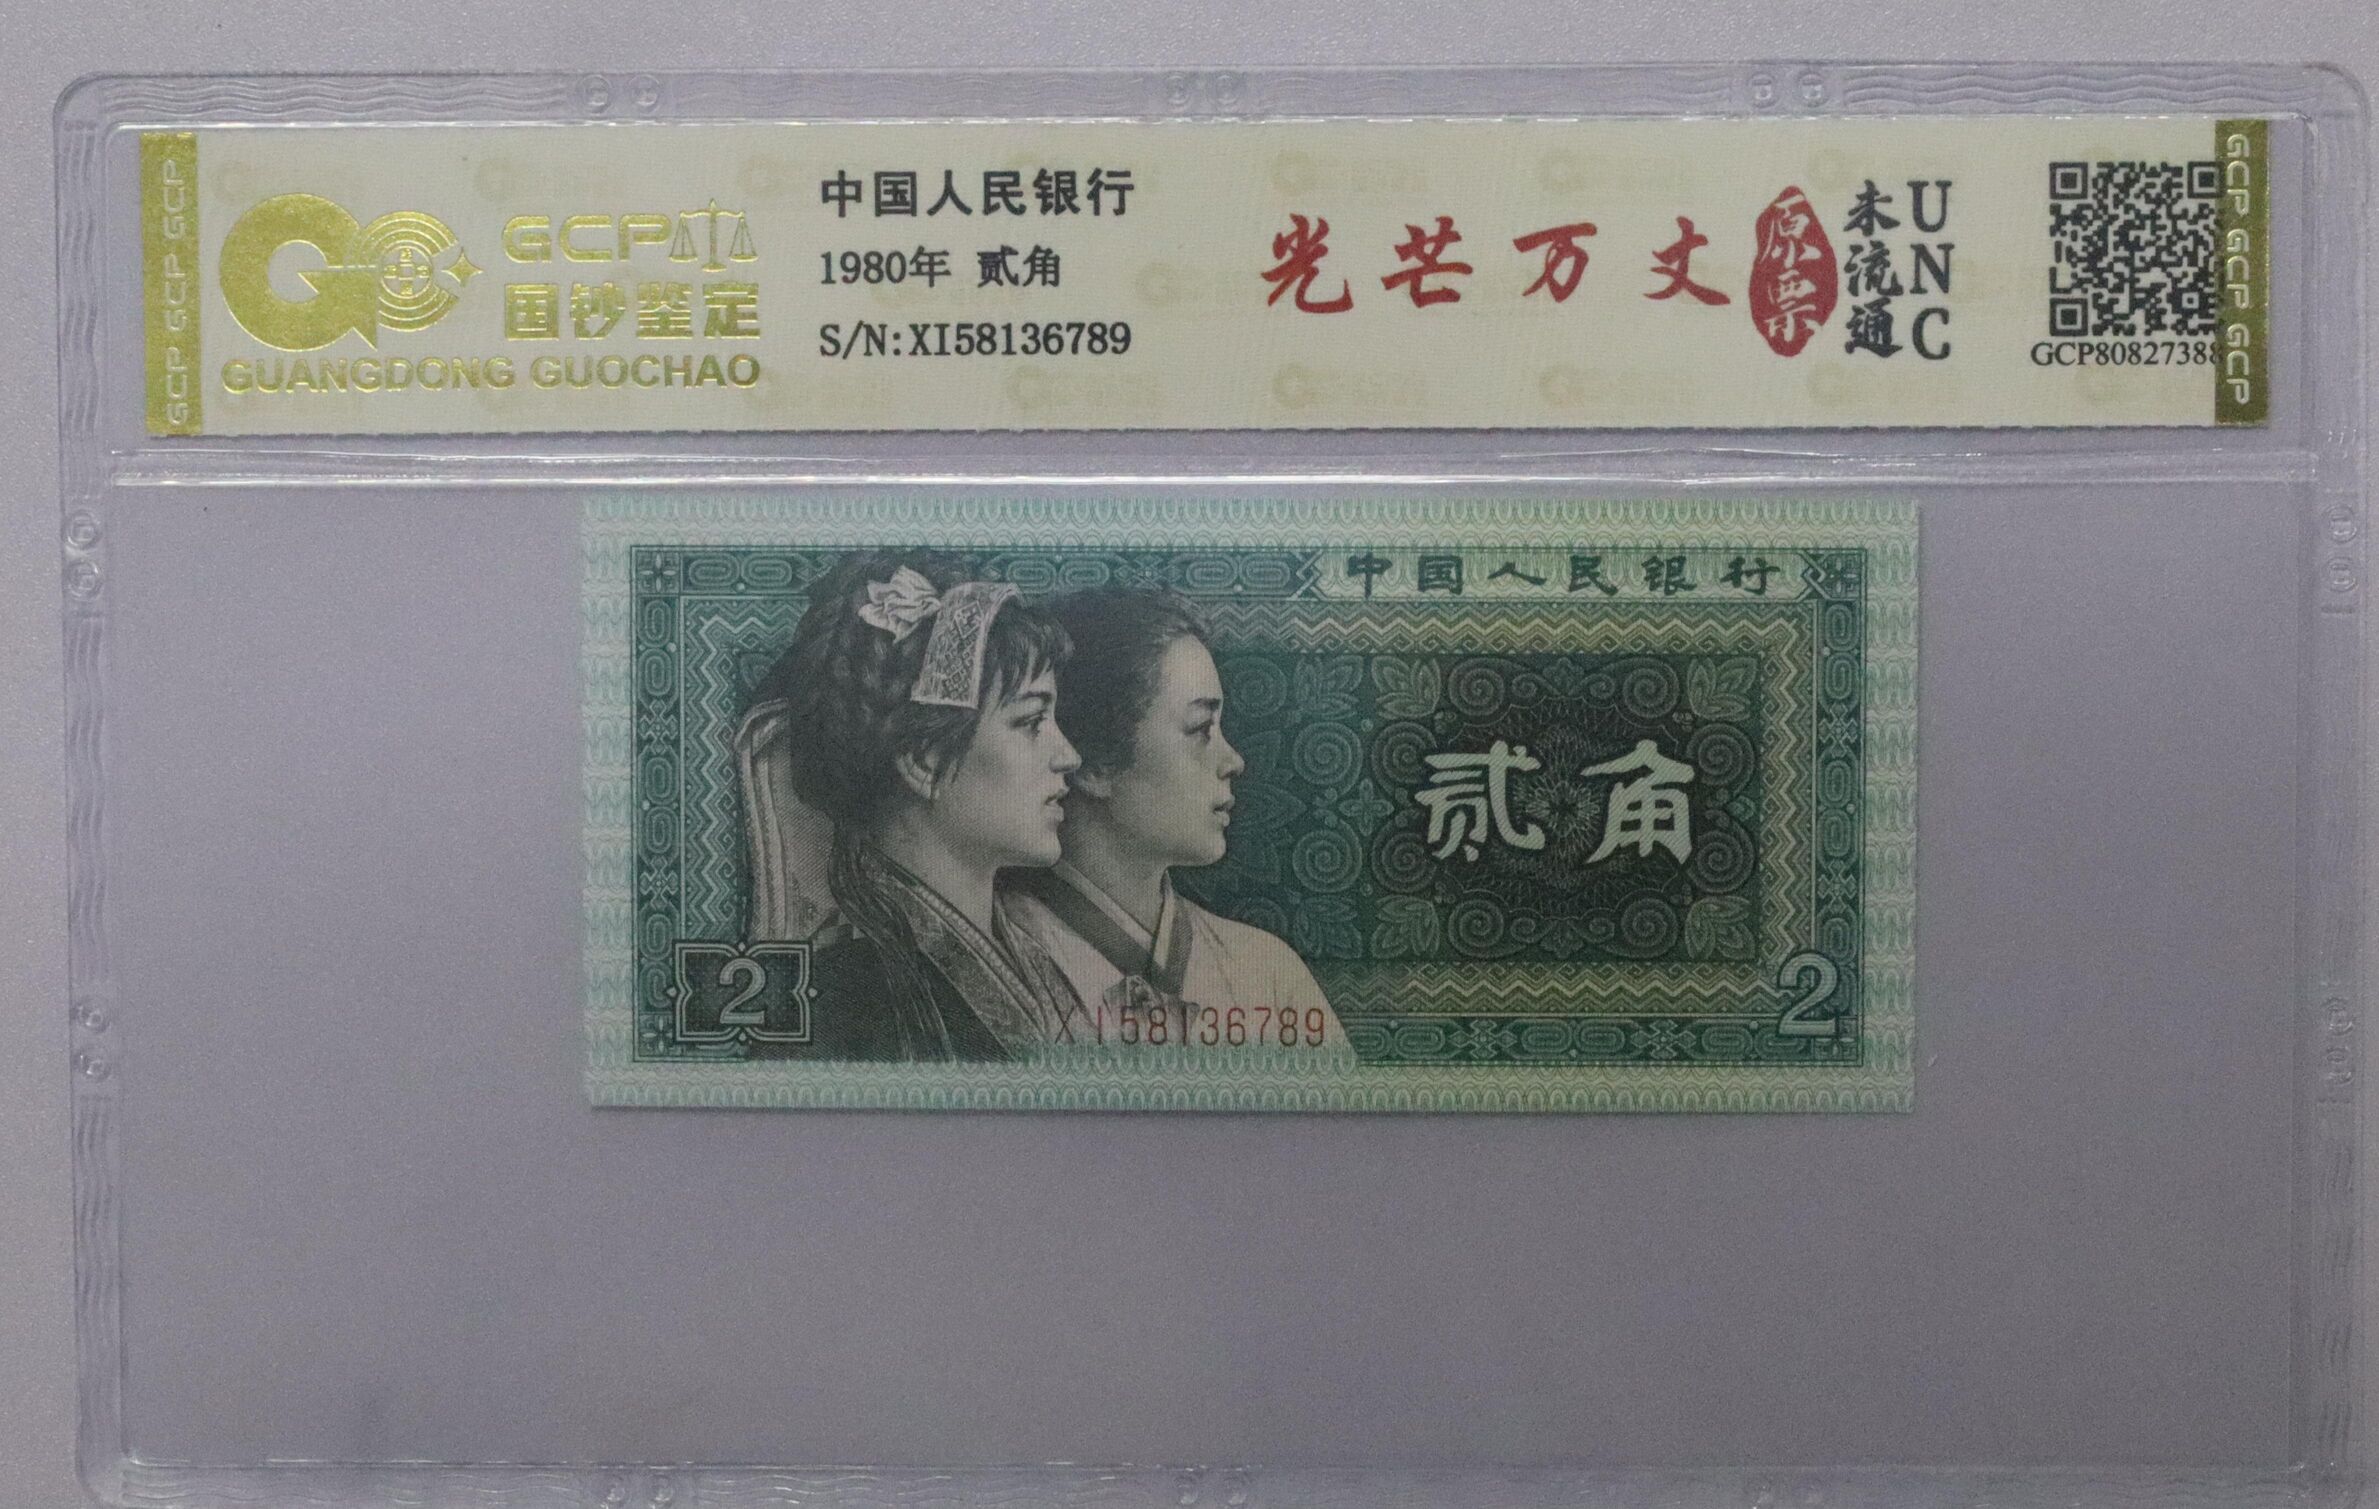 GCP GCP GCP
GCP
国钞鉴定
GUANGDONG GUOCHAO
中国人民银行
1980年 贰角
S/N:XI58136789
光芒万丈
原票
未流通
UNC
GCP8082738
GCP GCP GCP
中国人民银行
贰角
2
XI58136789
2